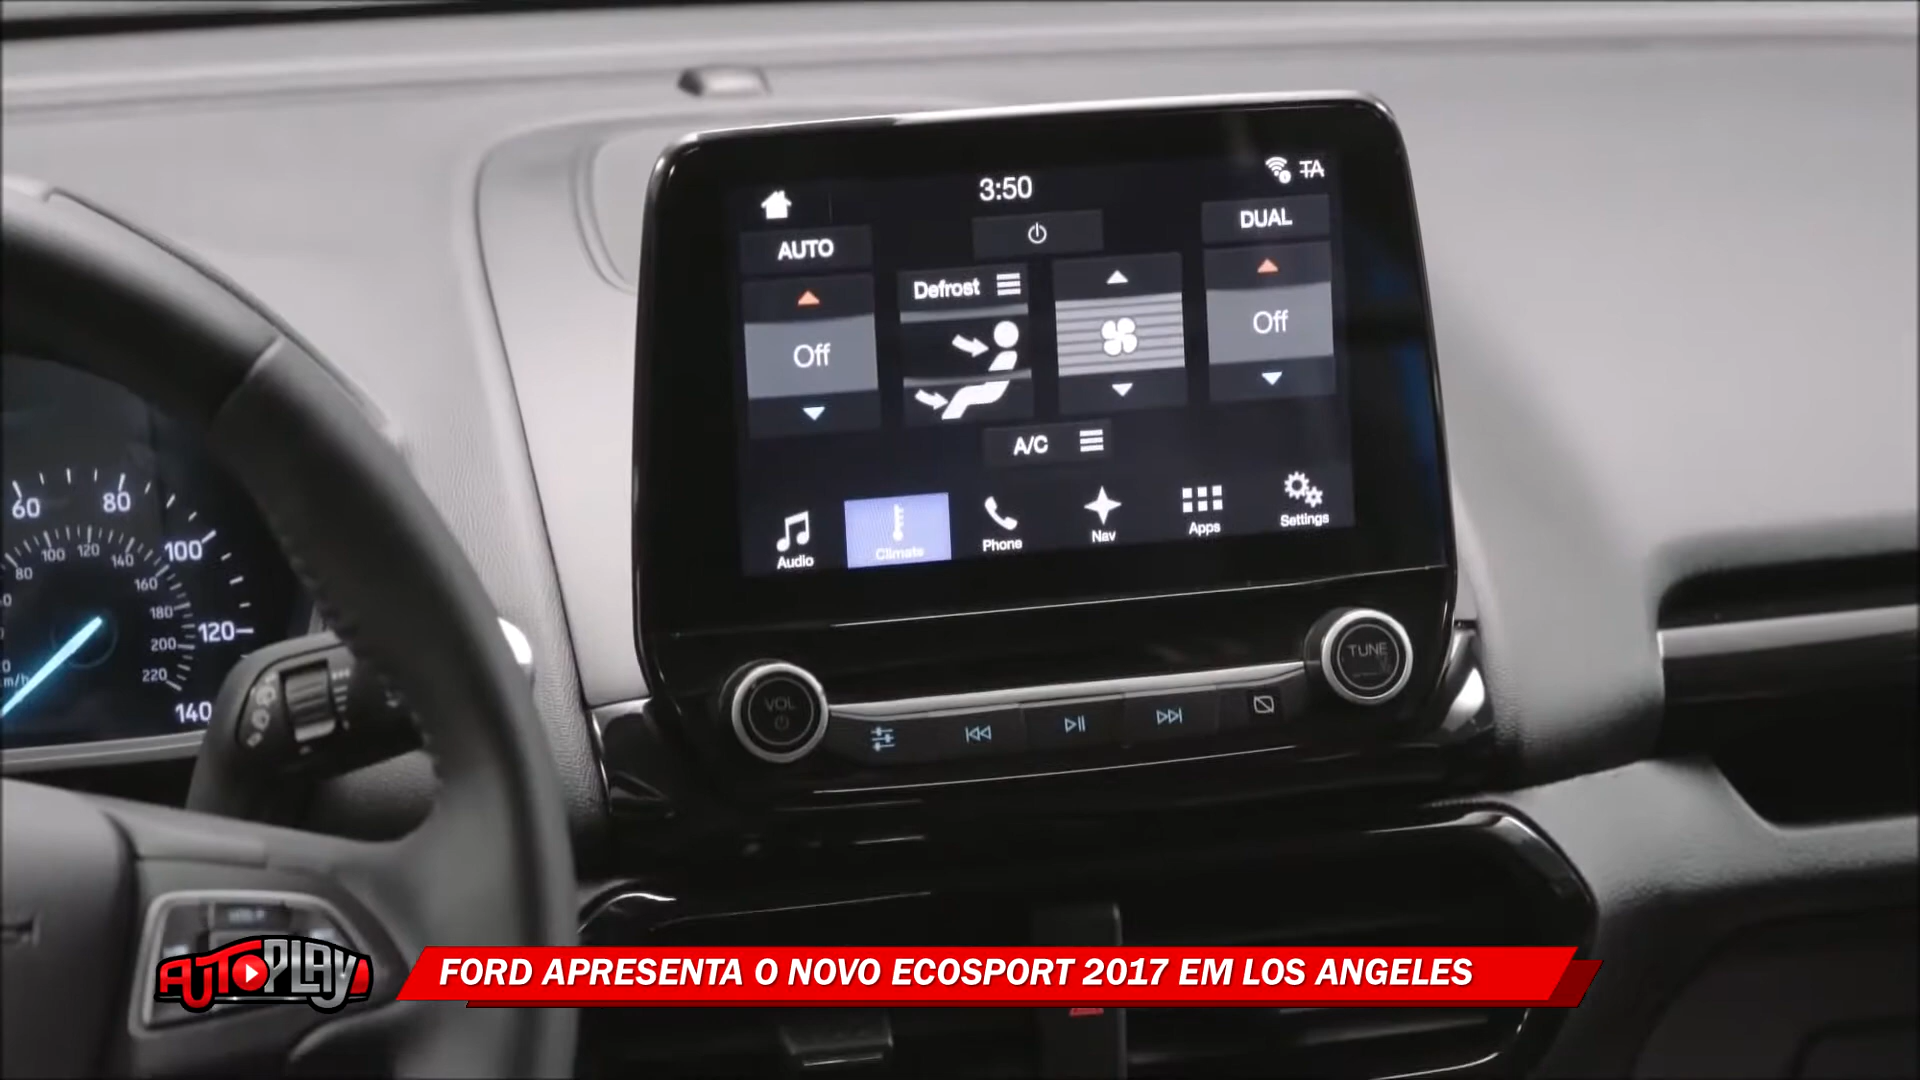 3:50
TA
AUTO
DUAL
Defrost
Off
Off
A/C
Audio
Climate
Phone
Nav
Apps
Settings
VOL
TUNE
60
80
100
120
140
80
100
120
140
160
180
200
220
AUTOPLAY
FORD APRESENTA O NOVO ECOSPORT 2017 EM LOS ANGELES